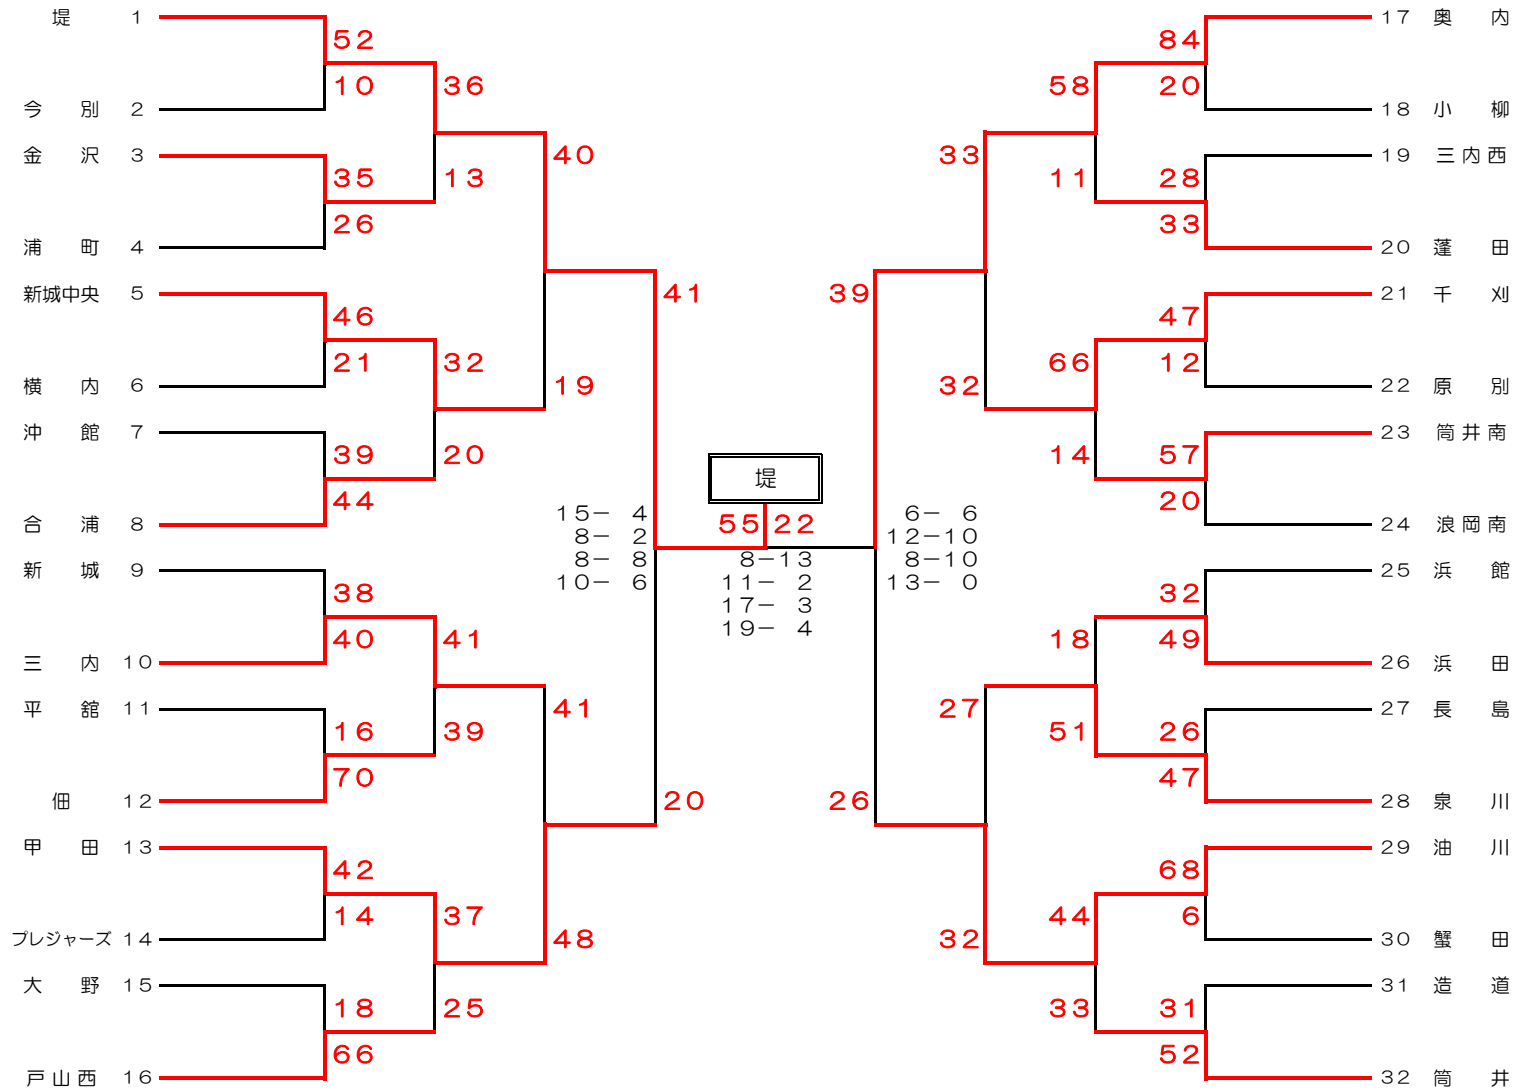 堤 1 52 84 17 奥内
10 36 58 20
今別 2 18 小柳
金沢 3 40 33 19 三内西
35 13 11 28
26 33
浦町 4 20 蓬田
新城中央 5 41 39 21 千刈
46 47
21 32 66 12
横内 6 19 32 22 原別
沖館 7 23 筒井南
39 20 14 57
堤
44 20
15－ 4 6－ 6
合浦 8 55 22 24 浪岡南
8－ 2 12－10
8－ 8 8－13 8－10
新城 9 25 浜館
10－ 6 11－ 2 13－ 0
38 32
17－ 3
19－ 4
40 41 18 49
三内 10 26 浜田
平舘 11 41 27 27 長島
16 39 51 26
70 47
佃 12 20 26 28 泉川
甲田 13 29 油川
42 68
14 37 44 6
プレジャーズ 14 48 32 30 蟹田
大野 15 31 造道
18 25 33 31
66 52
戸山西 16 32 筒井